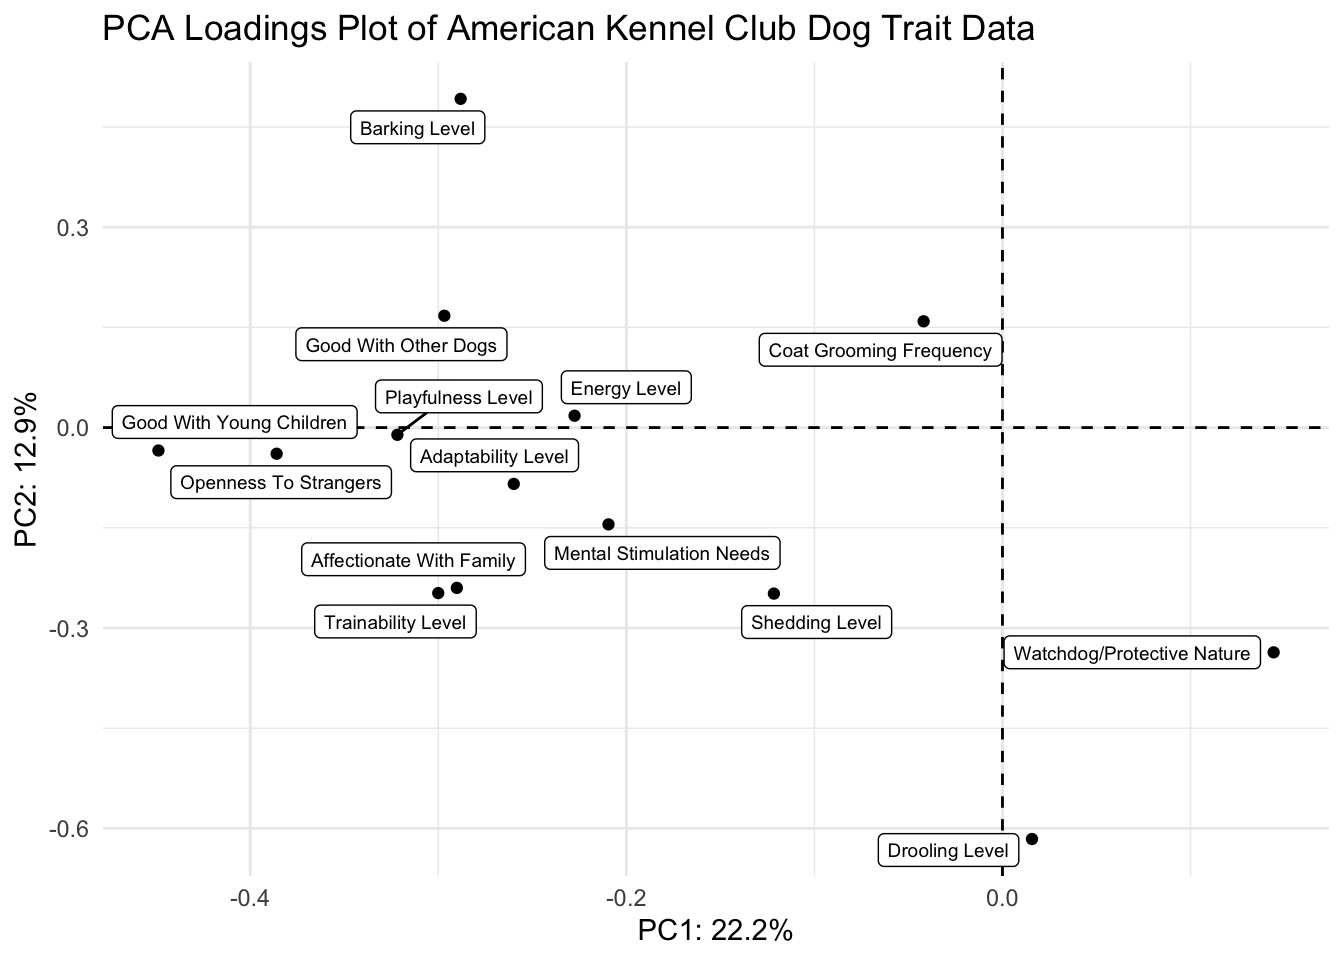 PCA Loadings Plot of American Kennel Club Dog Trait Data
Barking Level
0.3
Good With Other Dogs
Coat Grooming Frequency
Energy Level
Playfulness Level
Good With Young Children
0.0
Adaptability Level
Openness To Strangers
Affectionate With Family
Mental Stimulation Needs
Trainability Level
Shedding Level
-0.3
Watchdog/Protective Nature
-0.6
Drooling Level
-0.4
-0.2
0.0
PC1: 22.2%
PC2: 12.9%